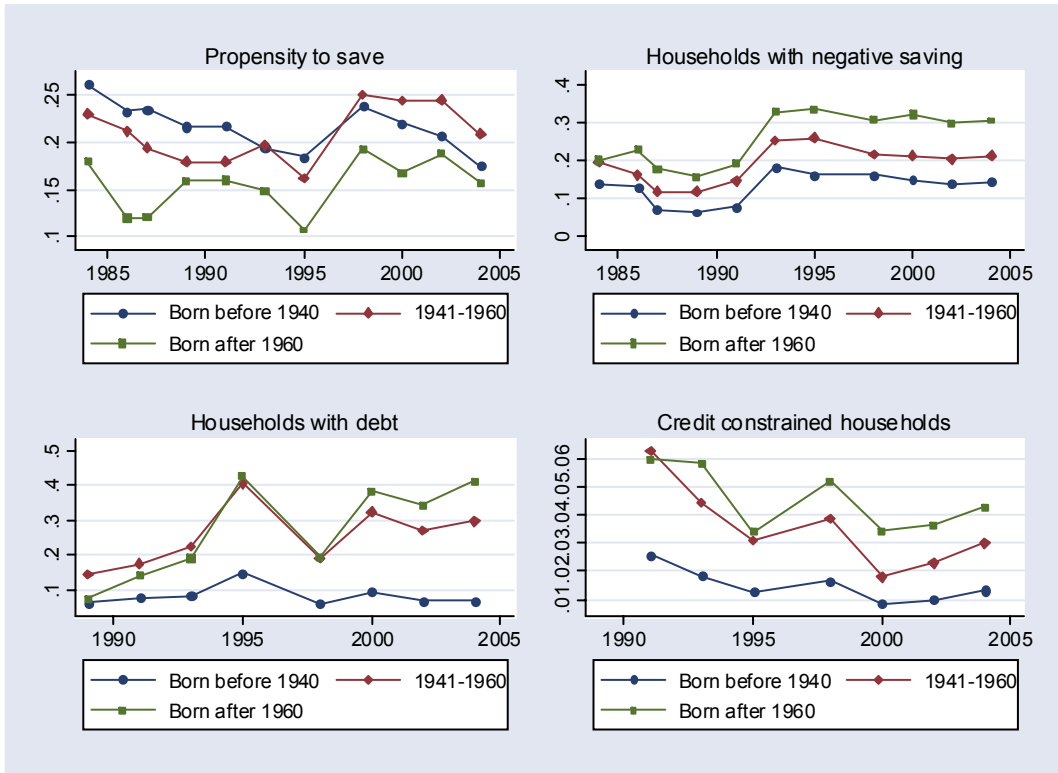 Propensity to save
.1 .15 .2 .25
1985 1990 1995 2000 2005
Born before 1940 1941-1960
Born after 1960
Households with negative saving
0 .1 .2 .3 .4
1985 1990 1995 2000 2005
Born before 1940 1941-1960
Born after 1960
Households with debt
.1 .2 .3 .4 .5
1990 1995 2000 2005
Born before 1940 1941-1960
Born after 1960
Credit constrained households
.01.02.03.04.05.06
1990 1995 2000 2005
Born before 1940 1941-1960
Born after 1960